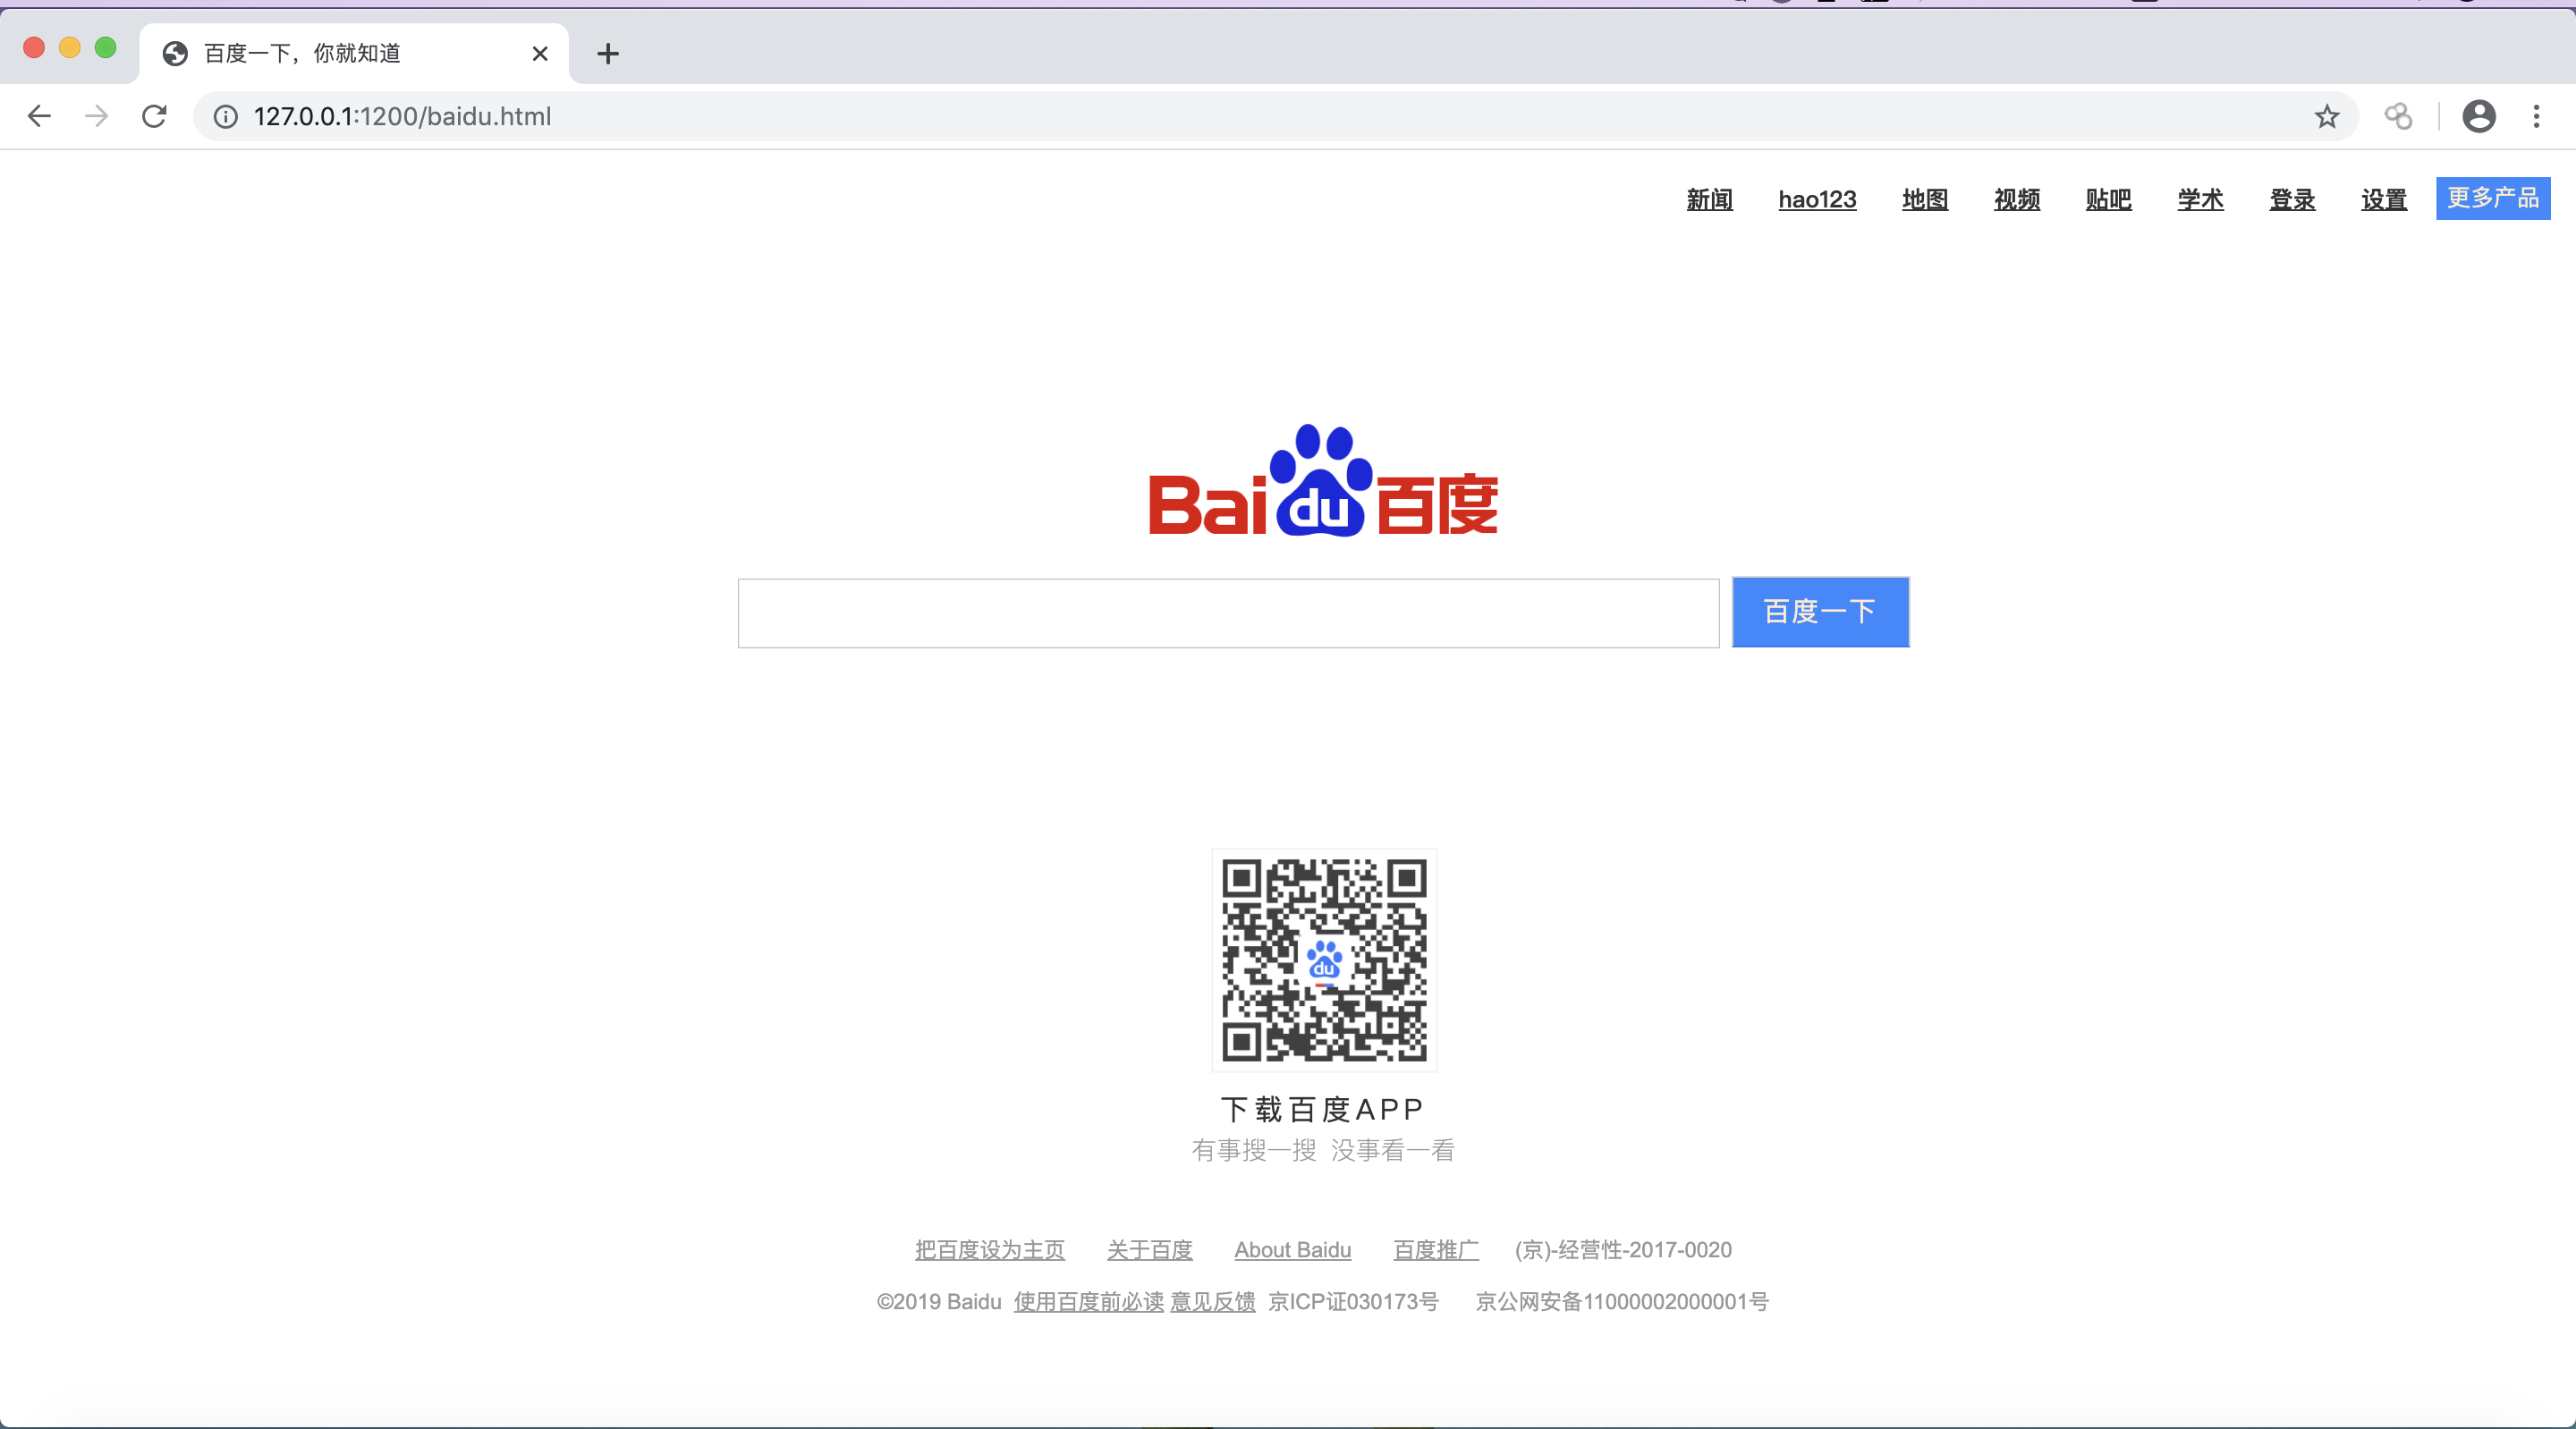 百度一下，你就知道
127.0.0.1:1200/baidu.html
新闻 hao123 地图 视频 贴吧 学术 登录 设置 更多产品
Bai du 百度
百度一下
du
下载百度APP
有事搜一搜 没事看一看
把百度设为主页 关于百度 About Baidu 百度推广 (京)-经营性-2017-0020
©2019 Baidu 使用百度前必读 意见反馈 京ICP证030173号 京公网安备11000002000001号